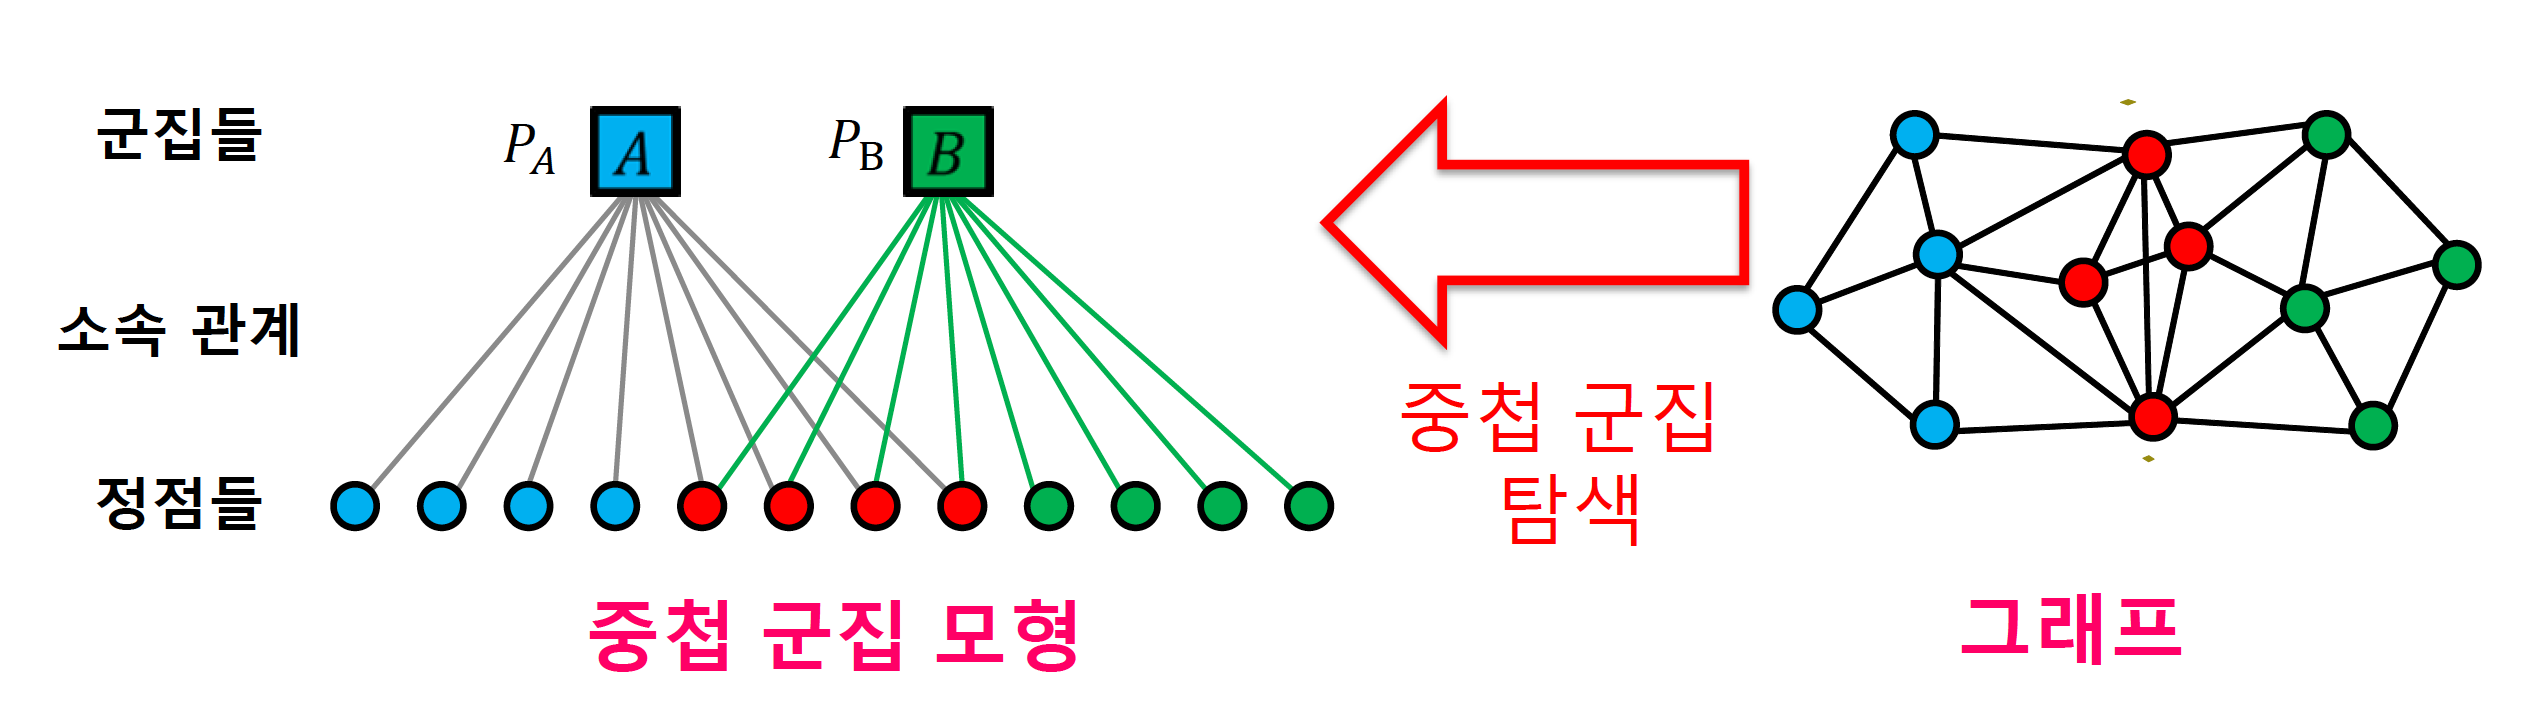 군집들
P_A
A
P_B
B
소속 관계
정점들
중첩 군집
탐색
중첩 군집 모형
그래프